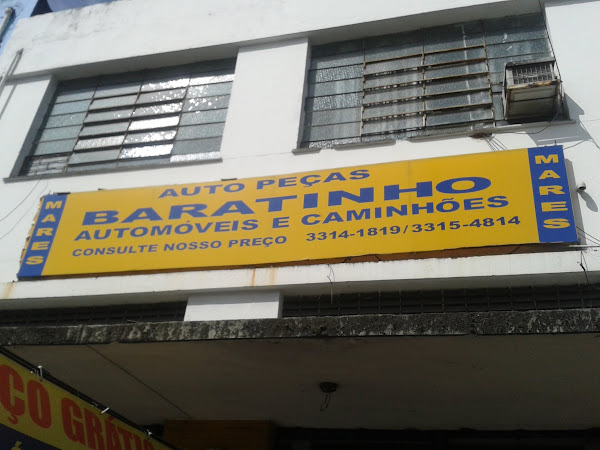 AUTO PEÇAS
BARATINHO
AUTOMÓVEIS E CAMINHÕES
CONSULTE NOSSO PREÇO 3314-1819/3315-4814
MARES
MARES
ÇO GRÁTIS